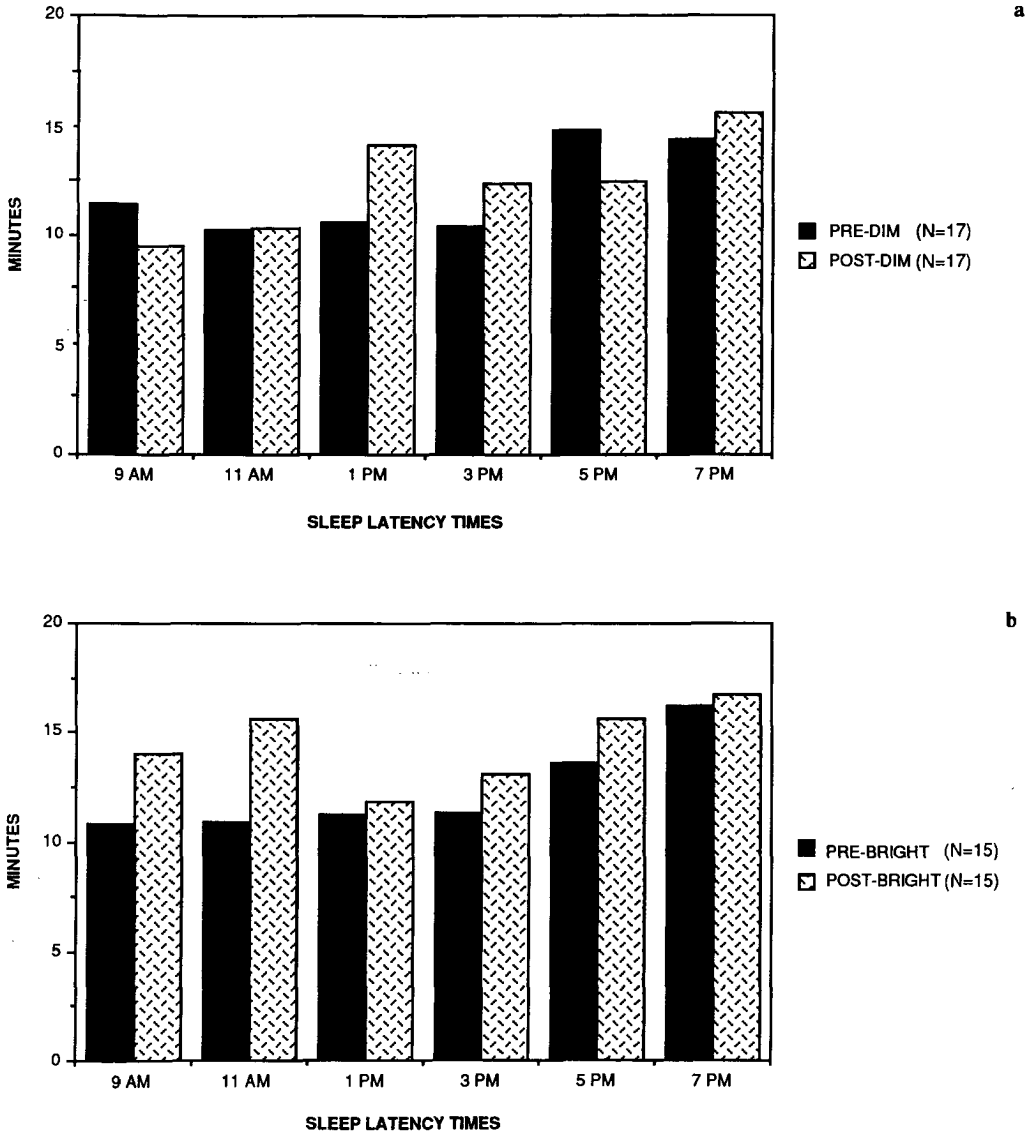 a
20
15
10
5
0
MINUTES
9 AM 11 AM 1 PM 3 PM 5 PM 7 PM
SLEEP LATENCY TIMES
PRE-DIM (N=17)
POST-DIM (N=17)
b
20
15
10
5
0
MINUTES
9 AM 11 AM 1 PM 3 PM 5 PM 7 PM
SLEEP LATENCY TIMES
PRE-BRIGHT (N=15)
POST-BRIGHT (N=15)